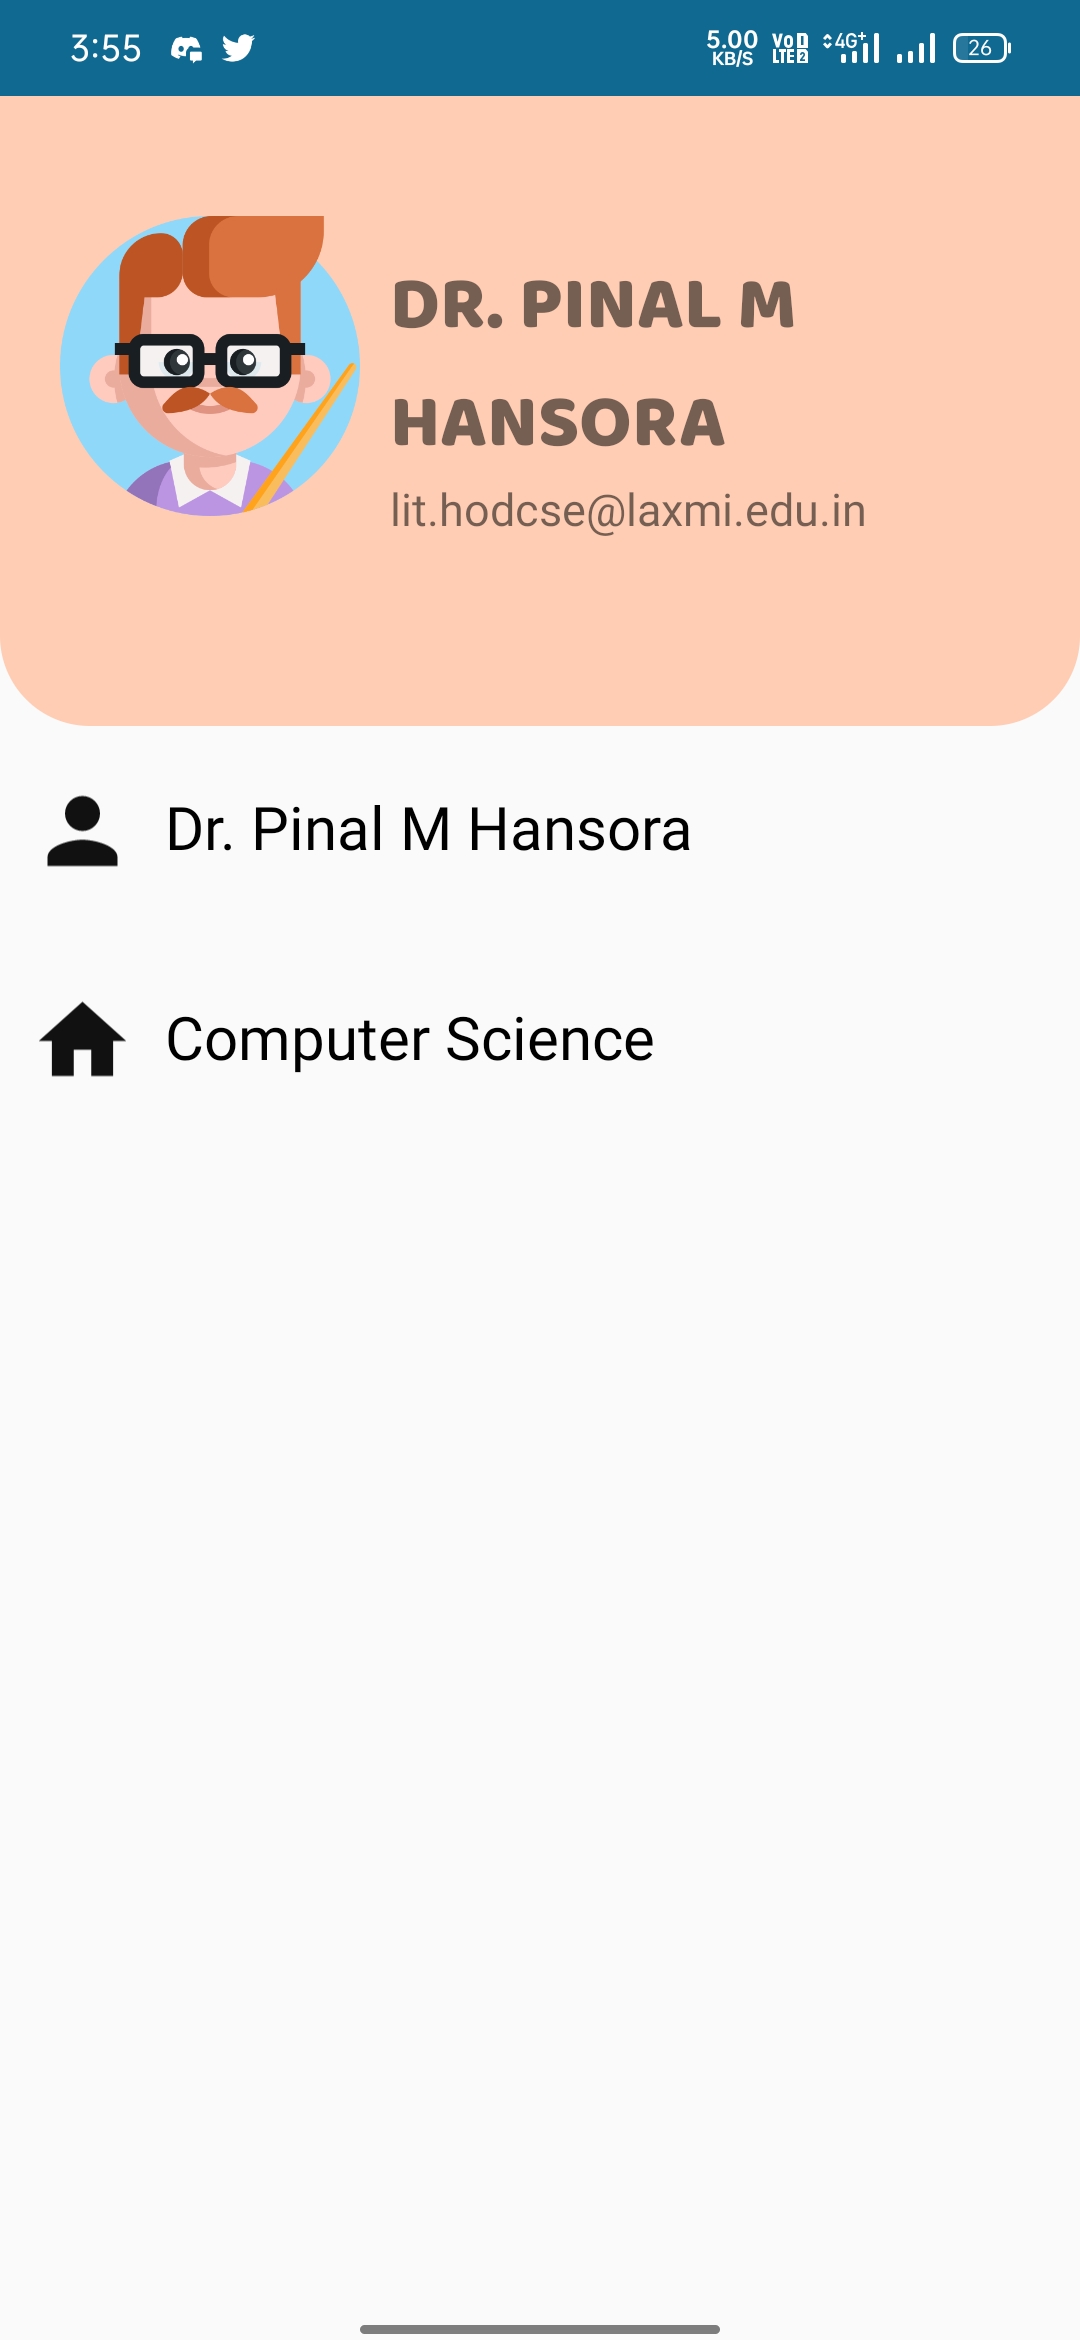 3:55
5.00
KB/S
Vo 1
LTE 2
4G+
26
DR. PINAL M
HANSORA
lit.hodcse@laxmi.edu.in
Dr. Pinal M Hansora
Computer Science